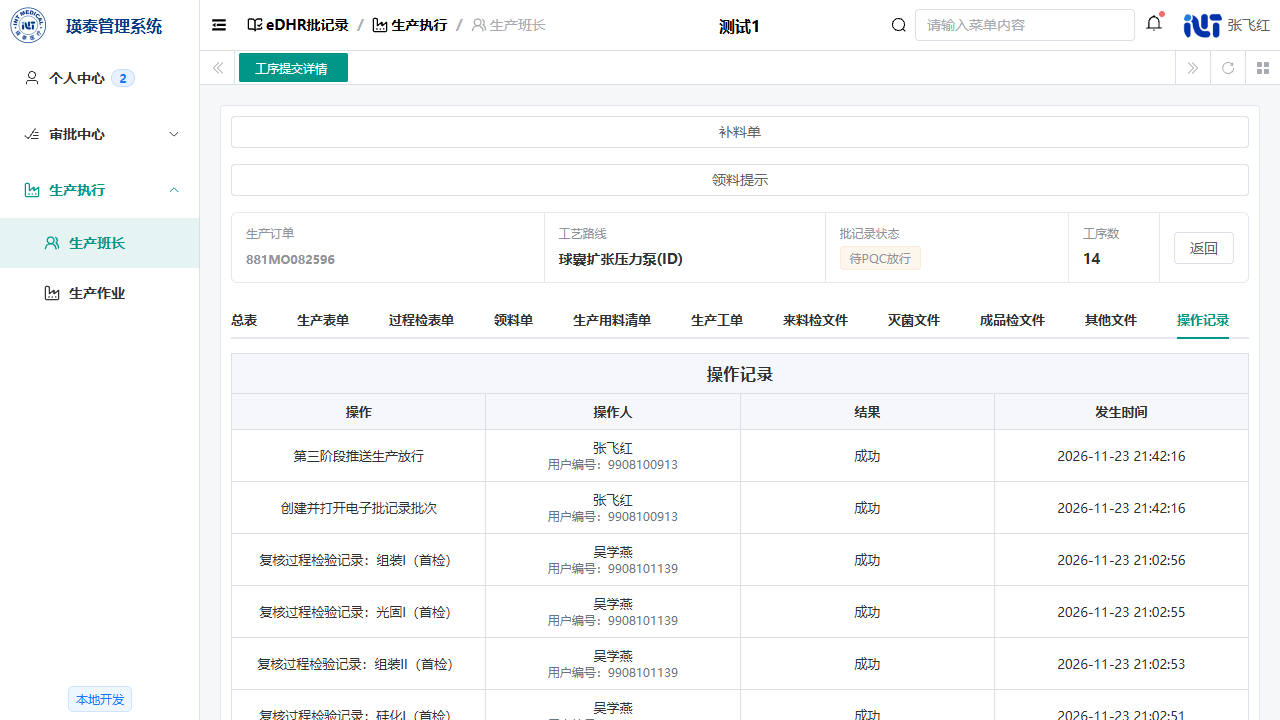 瑛泰管理系统
eDHR批记录 / 生产执行 / 生产班长
测试1
请输入菜单内容
张飞红
个人中心 2
审批中心
生产执行
生产班长
生产作业
本地开发
工序提交详情
补料单
领料提示
生产订单
881MO082596
工艺路线
球囊扩张压力泵(ID)
批记录状态
待PQC放行
工序数
14
返回
总表 生产表单 过程检表单 领料单 生产用料清单 生产工单 来料检文件 灭菌文件 成品检文件 其他文件 操作记录
操作记录
操作 操作人 结果 发生时间
第三阶段推送生产放行 张飞红 成功 2026-11-23 21:42:16
用户编号：9908100913
创建并打开电子批记录批次 张飞红 成功 2026-11-23 21:42:16
用户编号：9908100913
复核过程检验记录：组装Ⅰ（首检） 吴学燕 成功 2026-11-23 21:02:56
用户编号：9908101139
复核过程检验记录：光固Ⅰ（首检） 吴学燕 成功 2026-11-23 21:02:55
用户编号：9908101139
复核过程检验记录：组装Ⅱ（首检） 吴学燕 成功 2026-11-23 21:02:53
用户编号：9908101139
复核过程检验记录：硅化Ⅰ（首检） 吴学燕 成功 2026-11-23 21:02:51